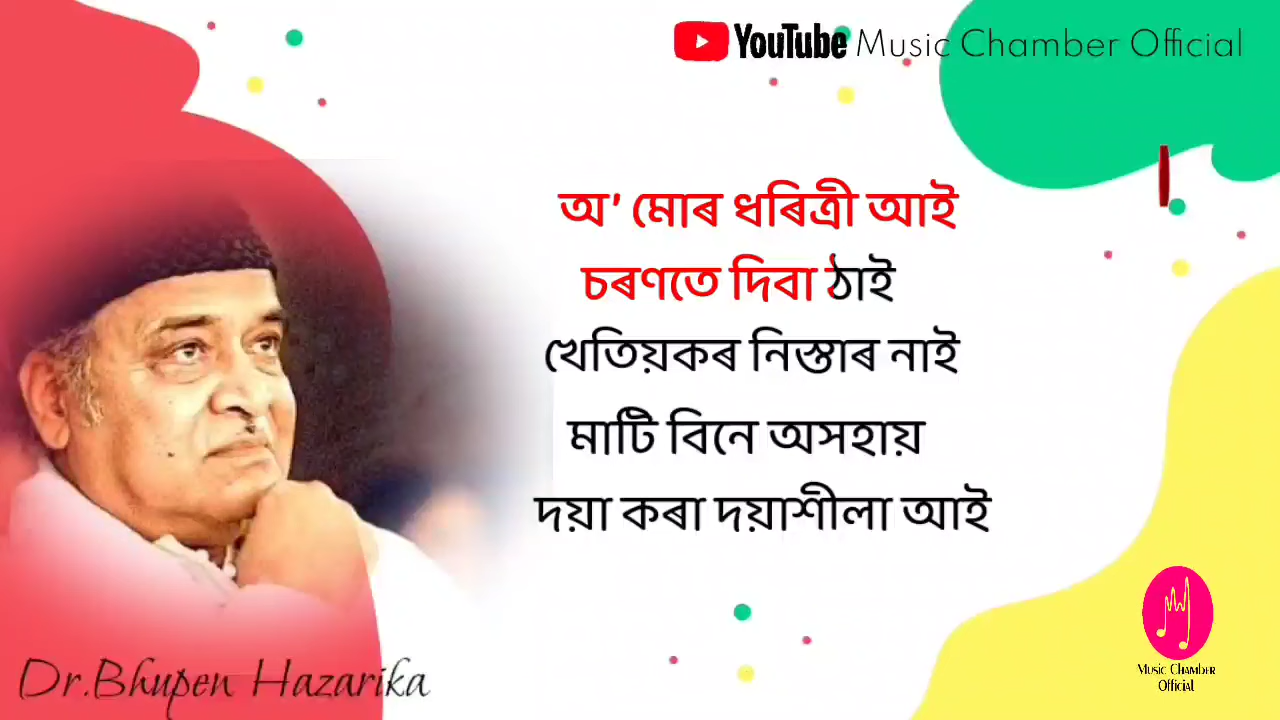 YouTube Music Chamber Official
অ' মোৰ ধৰিত্ৰী আই
চৰণতে দিবা ঠাই
খেতিয়কৰ নিস্তাৰ নাই
মাটি বিনে অসহায়
দয়া কৰা দয়াশীলা আই
Music Chamber
Official
Dr.Bhupen Hazarika